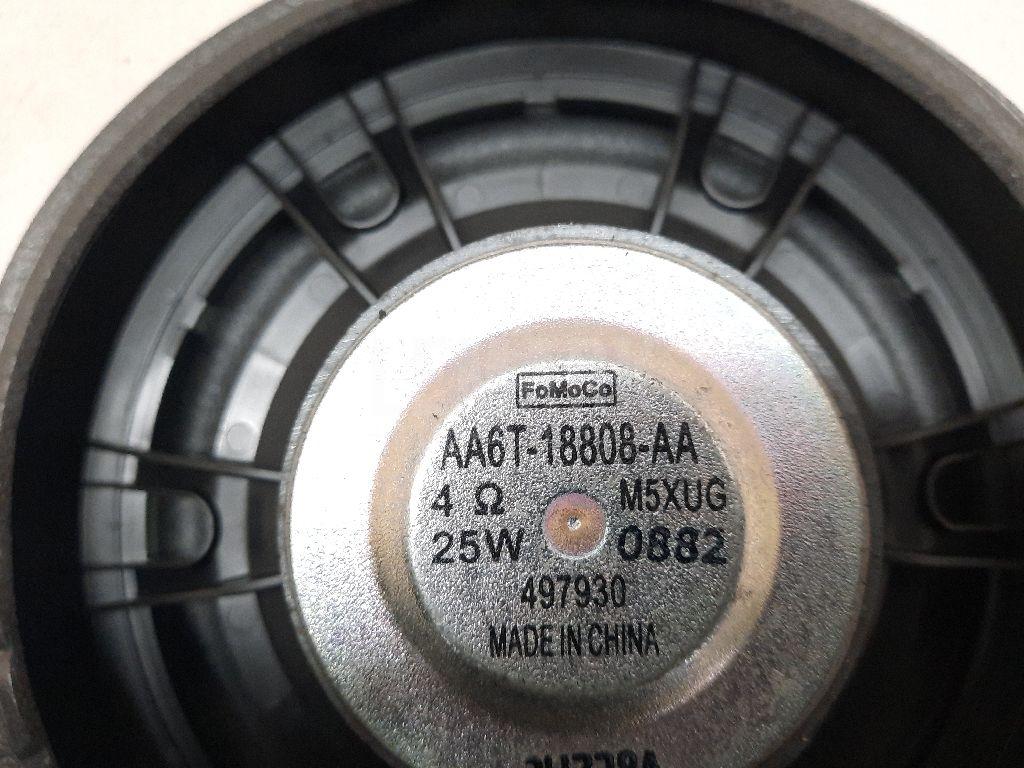 FoMoCo
AA6T-18808-AA
4 Ω M5XUG
25W 0882
497930
MADE IN CHINA